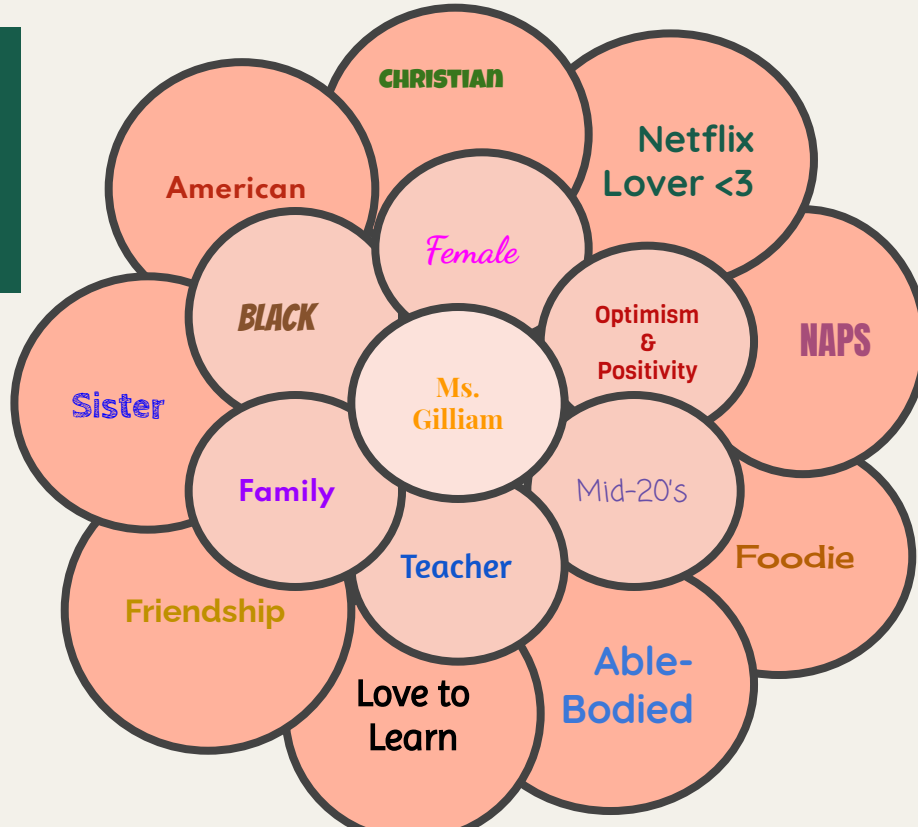 CHRISTIAN
Netflix
Lover <3
American
Female
BLACK
Optimism
&
Positivity
NAPS
Ms.
Gilliam
Sister
Family
Mid-20's
Teacher
Foodie
Friendship
Able-
Bodied
Love to
Learn